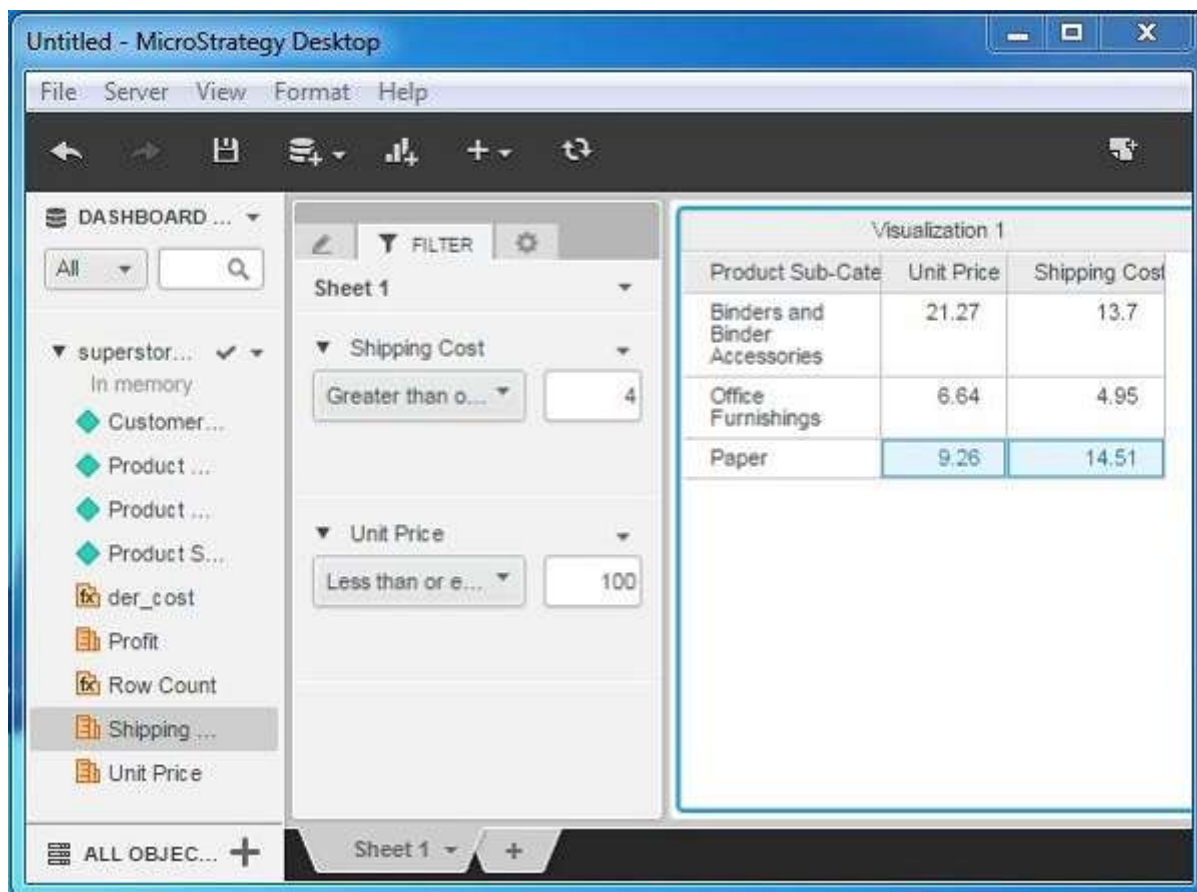 Untitled - MicroStrategy Desktop
File Server View Format Help
DASHBOARD ...
All
superstor...
In memory
Customer...
Product ...
Product ...
Product S...
der_cost
Profit
Row Count
Shipping ...
Unit Price
ALL OBJEC...
FILTER
Sheet 1
Shipping Cost
Greater than o... 4
Unit Price
Less than or e... 100
Visualization 1
Product Sub-Cate Unit Price Shipping Cost
Binders and 21.27 13.7
Binder
Accessories
Office 6.64 4.95
Furnishings
Paper 9.26 14.51
Sheet 1